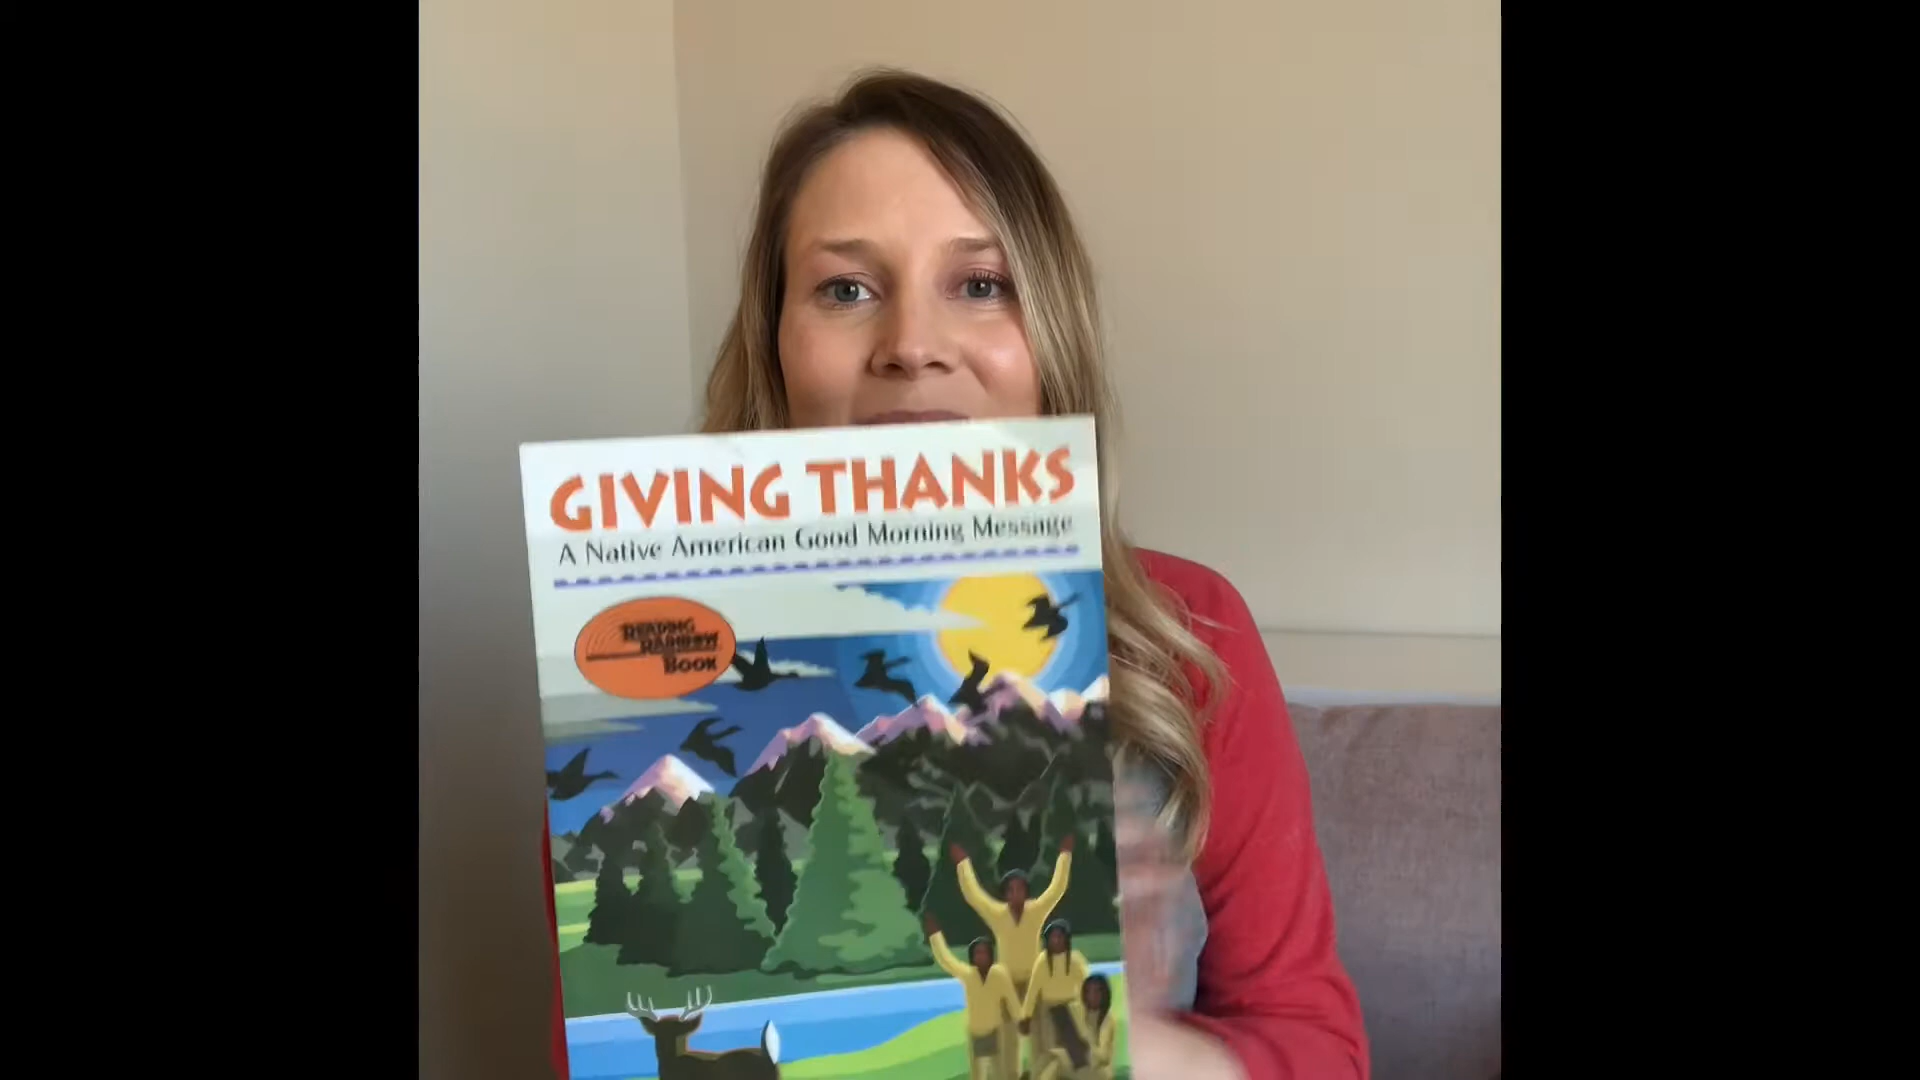 GIVING THANKS
A Native American Good Morning Message
READING
RAINBOW
BOOK